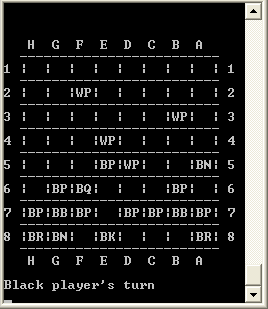 H G F E D C B A
1 | | | | | | | | | 1
2 | | |WP| | | | | | 2
3 | | | | | | |WP| | 3
4 | | | |WP| | | | | 4
5 | | | |BP|WP| | |BN| 5
6 | |BP|BQ| | | |BP| | 6
7 |BP|BB|BP| |BP|BP|BB|BP| 7
8 |BR|BN| |BK| | | |BR| 8
H G F E D C B A
Black player's turn